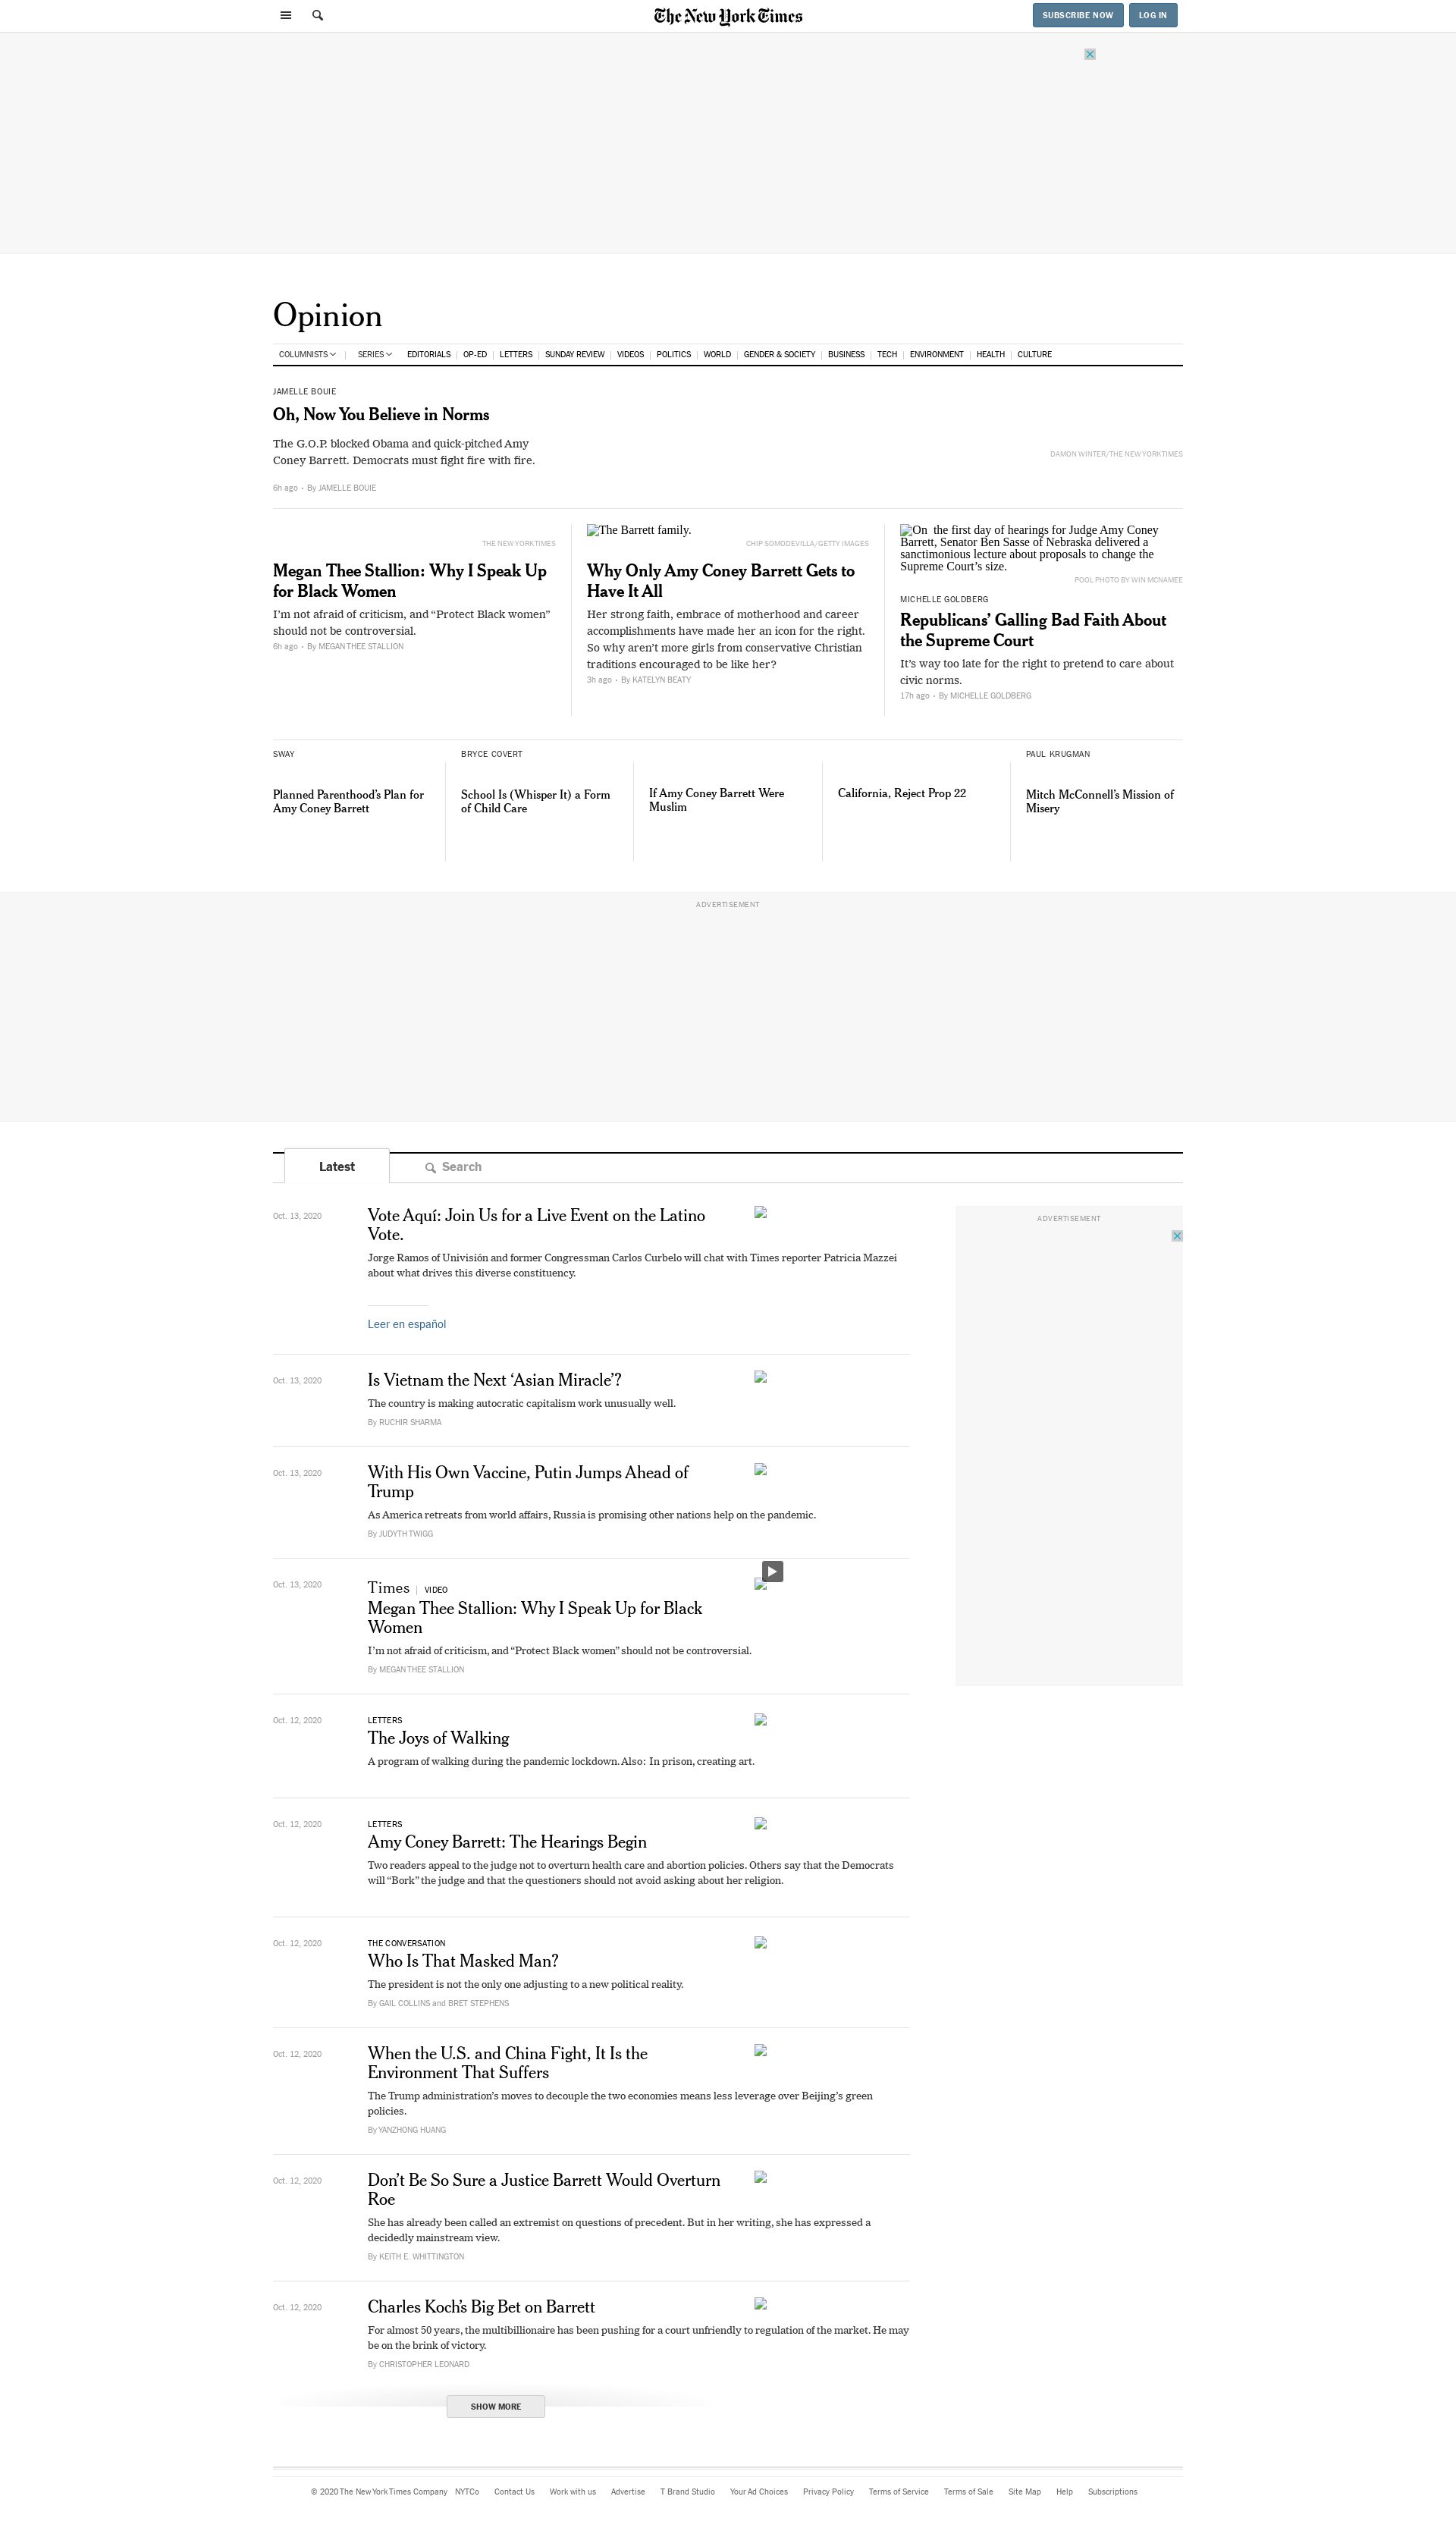 The New York Times
SUBSCRIBE NOW
LOG IN
Opinion
COLUMNISTS
SERIES
EDITORIALS
OP-ED
LETTERS
SUNDAY REVIEW
VIDEOS
POLITICS
WORLD
GENDER & SOCIETY
BUSINESS
TECH
ENVIRONMENT
HEALTH
CULTURE
JAMELLE BOUIE
Oh, Now You Believe in Norms
The G.O.P. blocked Obama and quick-pitched Amy
Coney Barrett. Democrats must fight fire with fire.
6h ago • By JAMELLE BOUIE
DAMON WINTER/THE NEW YORK TIMES
THE NEW YORK TIMES
Megan Thee Stallion: Why I Speak Up
for Black Women
I’m not afraid of criticism, and “Protect Black women”
should not be controversial.
6h ago • By MEGAN THEE STALLION
The Barrett family.
CHIP SOMODEVILLA/GETTY IMAGES
Why Only Amy Coney Barrett Gets to
Have It All
Her strong faith, embrace of motherhood and career
accomplishments have made her an icon for the right.
So why aren’t more girls from conservative Christian
traditions encouraged to be like her?
3h ago • By KATELYN BEATY
On the first day of hearings for Judge Amy Coney
Barrett, Senator Ben Sasse of Nebraska delivered a
sanctimonious lecture about proposals to change the
Supreme Court’s size.
POOL PHOTO BY WIN MCNAMEE
MICHELLE GOLDBERG
Republicans’ Galling Bad Faith About
the Supreme Court
It’s way too late for the right to pretend to care about
civic norms.
17h ago • By MICHELLE GOLDBERG
SWAY
Planned Parenthood’s Plan for
Amy Coney Barrett
BRYCE COVERT
School Is (Whisper It) a Form
of Child Care
If Amy Coney Barrett Were
Muslim
California, Reject Prop 22
PAUL KRUGMAN
Mitch McConnell’s Mission of
Misery
ADVERTISEMENT
Latest
Search
Oct. 13, 2020
Vote Aquí: Join Us for a Live Event on the Latino
Vote.
Jorge Ramos of Univisión and former Congressman Carlos Curbelo will chat with Times reporter Patricia Mazzei
about what drives this diverse constituency.
Leer en español
ADVERTISEMENT
Oct. 13, 2020
Is Vietnam the Next ‘Asian Miracle’?
The country is making autocratic capitalism work unusually well.
By RUCHIR SHARMA
Oct. 13, 2020
With His Own Vaccine, Putin Jumps Ahead of
Trump
As America retreats from world affairs, Russia is promising other nations help on the pandemic.
By JUDYTH TWIGG
Oct. 13, 2020
Times | VIDEO
Megan Thee Stallion: Why I Speak Up for Black
Women
I’m not afraid of criticism, and “Protect Black women” should not be controversial.
By MEGAN THEE STALLION
Oct. 12, 2020
LETTERS
The Joys of Walking
A program of walking during the pandemic lockdown. Also: In prison, creating art.
Oct. 12, 2020
LETTERS
Amy Coney Barrett: The Hearings Begin
Two readers appeal to the judge not to overturn health care and abortion policies. Others say that the Democrats
will “Bork” the judge and that the questioners should not avoid asking about her religion.
Oct. 12, 2020
THE CONVERSATION
Who Is That Masked Man?
The president is not the only one adjusting to a new political reality.
By GAIL COLLINS and BRET STEPHENS
Oct. 12, 2020
When the U.S. and China Fight, It Is the
Environment That Suffers
The Trump administration’s moves to decouple the two economies means less leverage over Beijing’s green
policies.
By YANZHONG HUANG
Oct. 12, 2020
Don’t Be So Sure a Justice Barrett Would Overturn
Roe
She has already been called an extremist on questions of precedent. But in her writing, she has expressed a
decidedly mainstream view.
By KEITH E. WHITTINGTON
Oct. 12, 2020
Charles Koch’s Big Bet on Barrett
For almost 50 years, the multibillionaire has been pushing for a court unfriendly to regulation of the market. He may
be on the brink of victory.
By CHRISTOPHER LEONARD
SHOW MORE
© 2020 The New York Times Company
NYTCo
Contact Us
Work with us
Advertise
T Brand Studio
Your Ad Choices
Privacy Policy
Terms of Service
Terms of Sale
Site Map
Help
Subscriptions